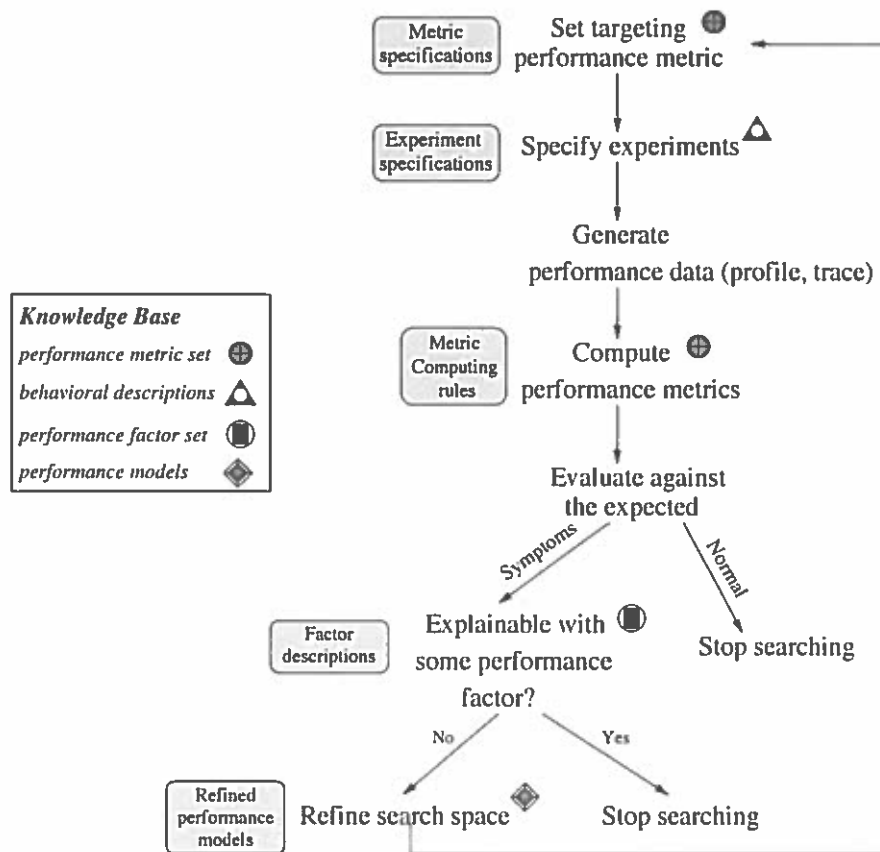 Metric
specifications
Set targeting
performance metric
Experiment
specifications
Specify experiments
Generate
performance data (profile, trace)
Knowledge Base
performance metric set
behavioral descriptions
performance factor set
performance models
Metric
Computing
rules
Compute
performance metrics
Evaluate against
the expected
Symptoms
Normal
Factor
descriptions
Explainable with
some performance
factor?
Stop searching
No
Yes
Refined
performance
models
Refine search space
Stop searching